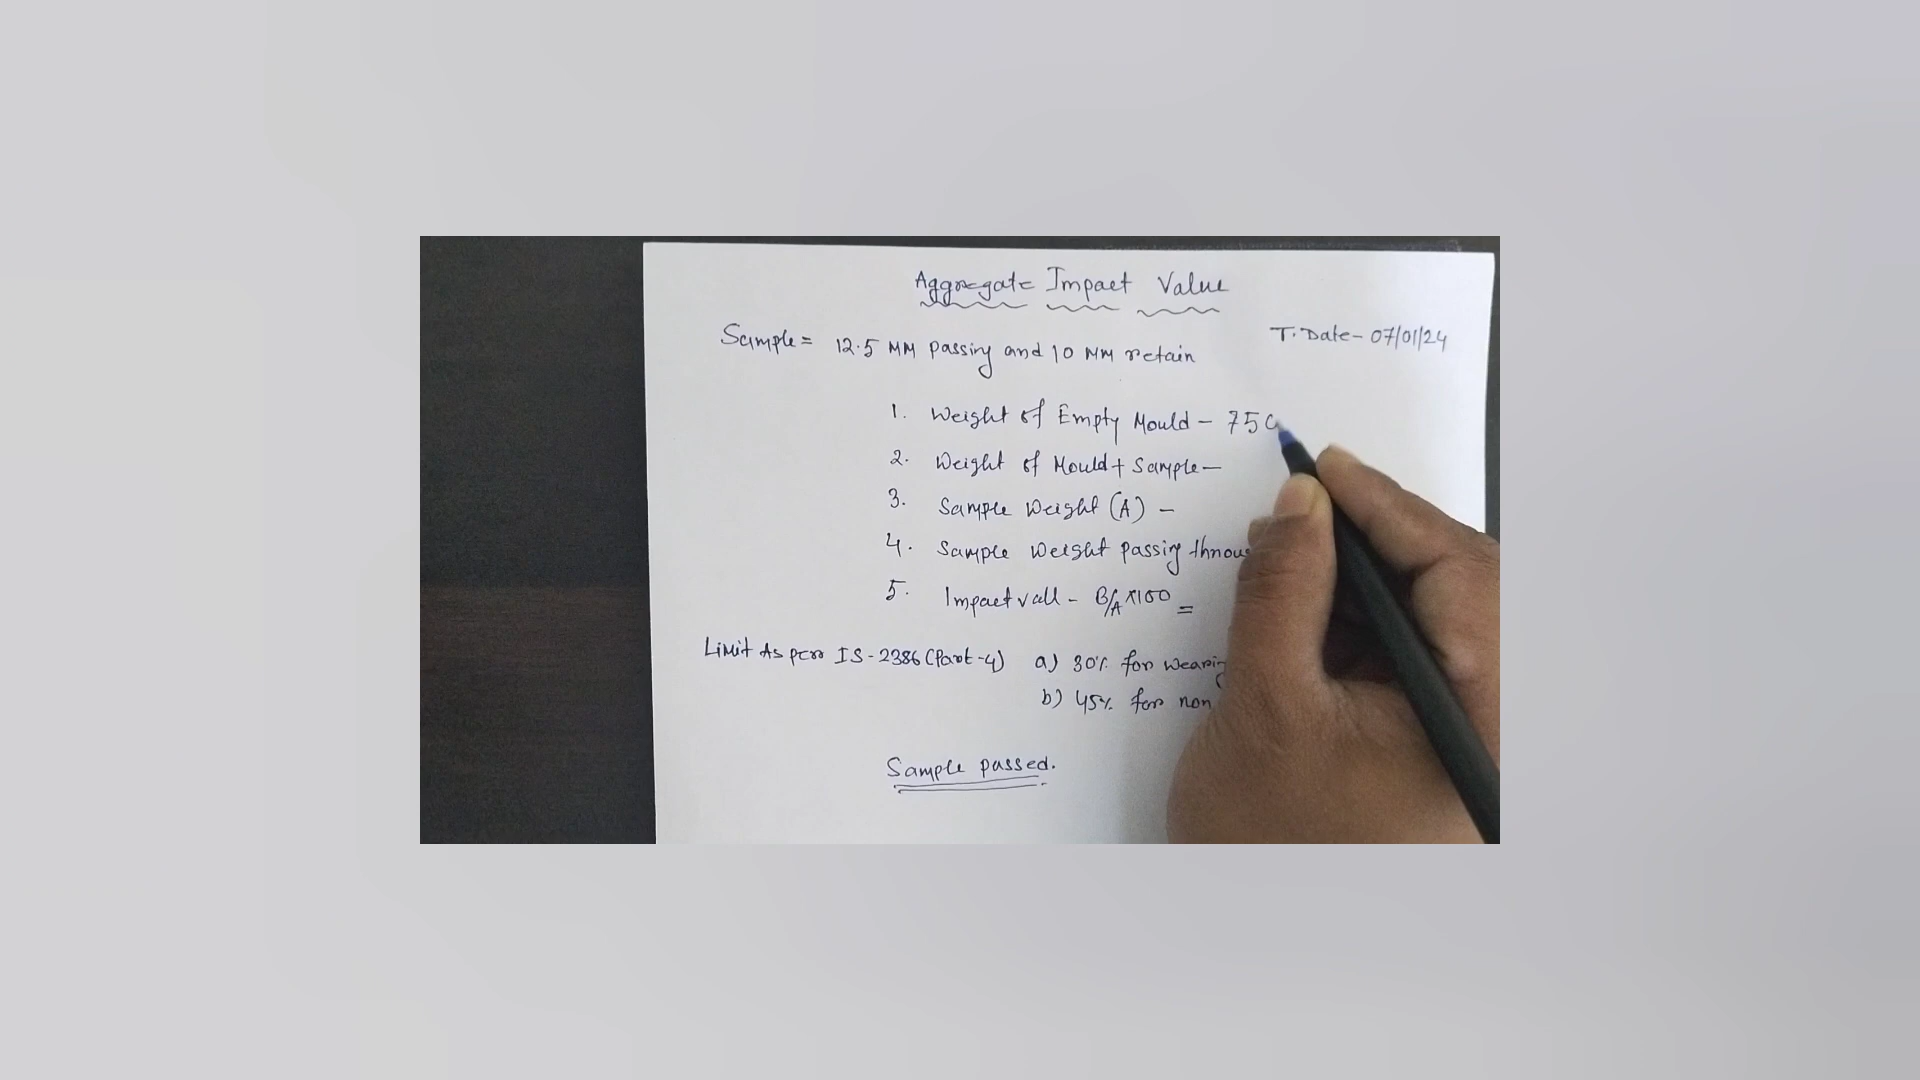 Aggregate Impact Value
T. Date - 07/01/24
Sample = 12.5 MM passing and 10 MM retain
1. Weight of Empty Mould - 75
2. Weight of Mould + Sample -
3. Sample Weight (A) -
4. Sample Weight passing
5. Impact vall - B/A x100 =
Limit As per IS - 2386 (Part - 4) a) 30% for
b) 45% for non
Sample passed.